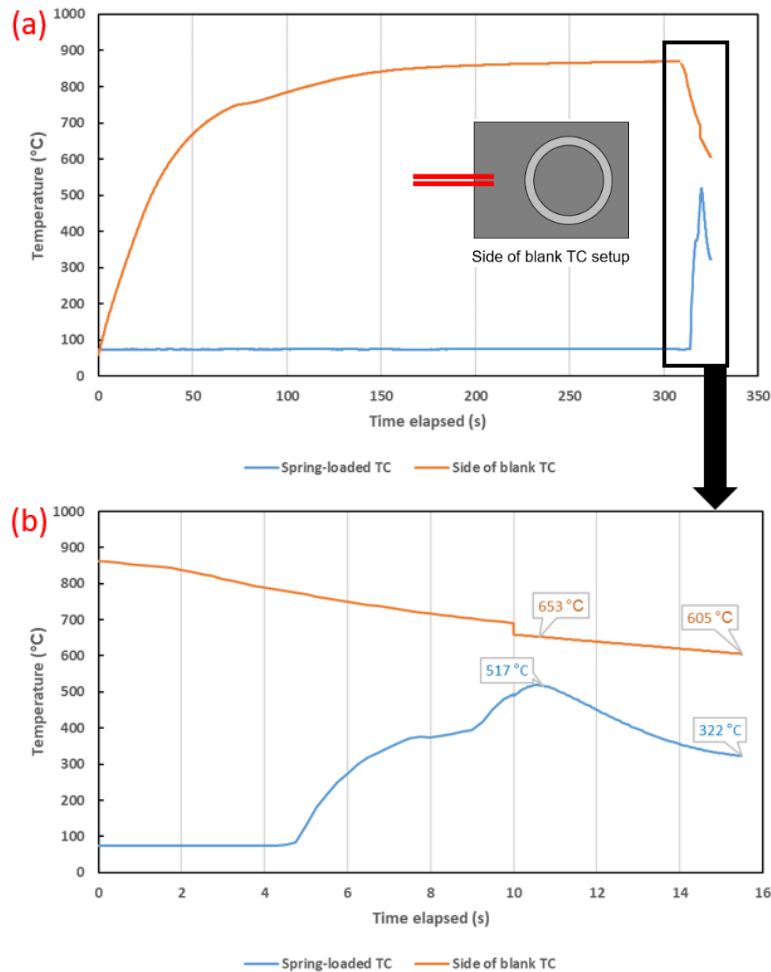 (a)
1000
900
800
700
600
500
400
300
200
100
0
Temperature (°C)
Side of blank TC setup
0 50 100 150 200 250 300 350
Time elapsed (s)
Spring-loaded TC Side of blank TC
(b)
1000
900
800
700
600
500
400
300
200
100
0
Temperature (°C)
653 °C
605 °C
517 °C
322 °C
0 2 4 6 8 10 12 14 16
Time elapsed (s)
Spring-loaded TC Side of blank TC